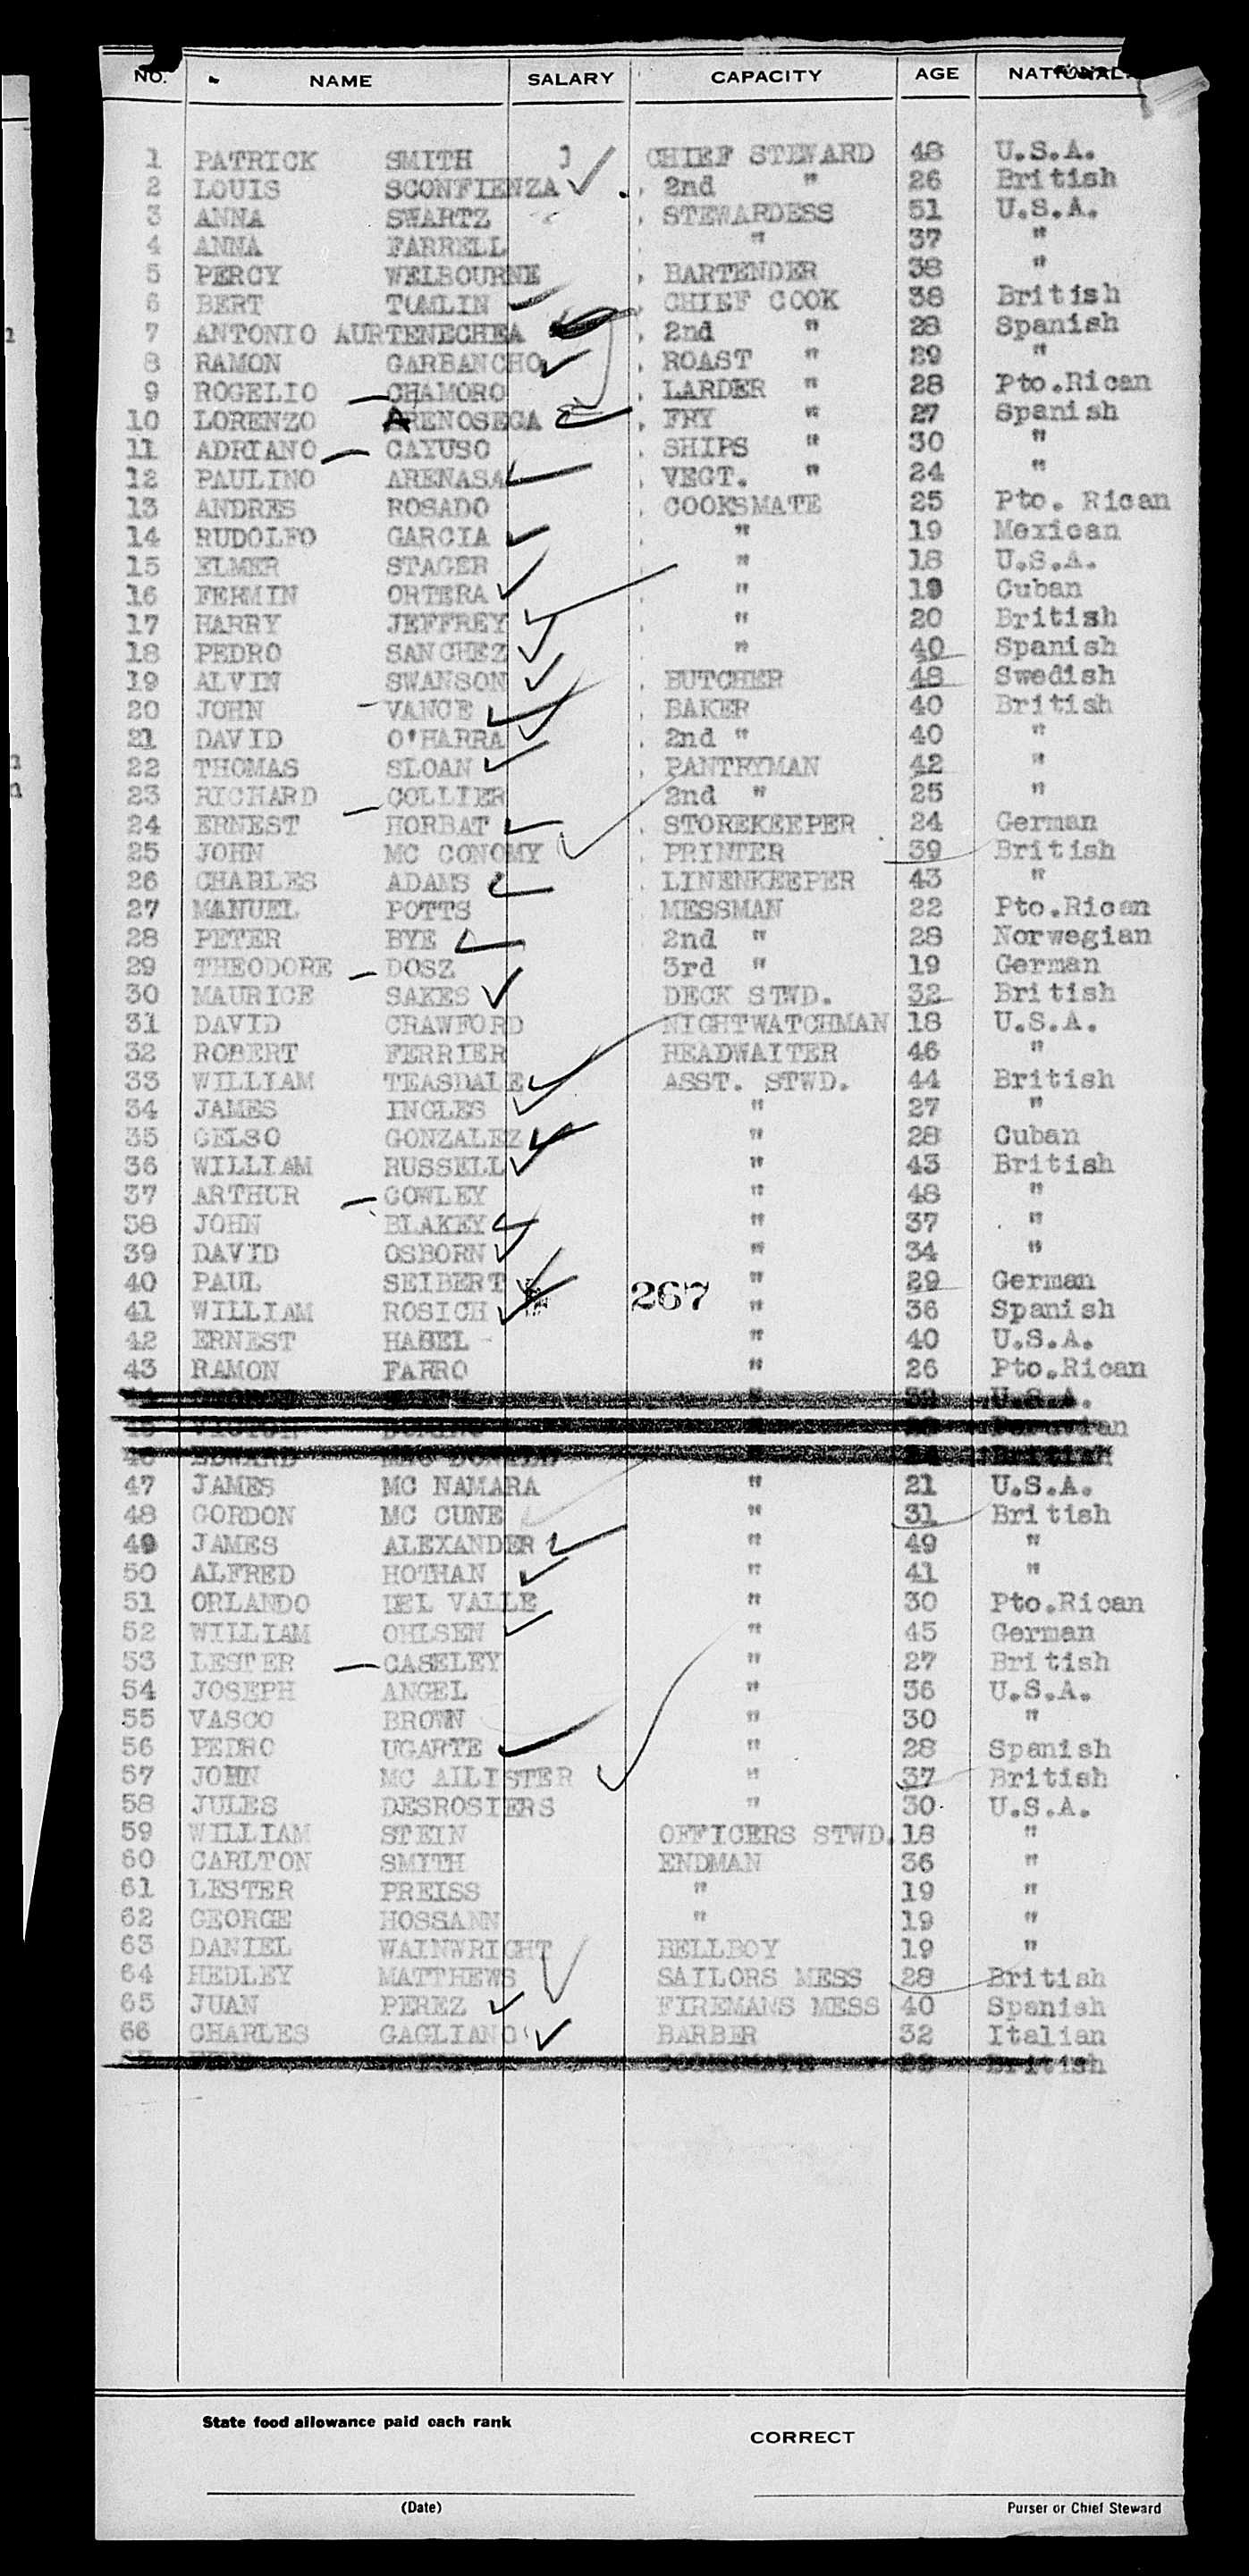 NO. NAME SALARY CAPACITY AGE NATIONAL
1 PATRICK SMITH CHIEF STEWARD 48 U.S.A.
2 LOUIS SCONFIENZA 2nd " 26 British
3 ANNA SWARTZ STEWARDESS 51 U.S.A.
4 ANNA FARRELL " 37 "
5 PERCY WELBOURNE BARTENDER 38 "
6 BERT TOMLIN CHIEF COOK 38 British
7 ANTONIO AURTENECHEA 2nd " 28 Spanish
8 RAMON GARBANCHO ROAST " 29 "
9 ROGELIO CHAMORO LARDER " 28 Pto.Rican
10 LORENZO ARENOSEGA FRY " 27 Spanish
11 ADRIANO CAYUSO SHIPS " 30 "
12 PAULINO ARENASA VEGT. " 24 "
13 ANDRES ROSADO COOKSMATE 25 Pto. Rican
14 RUDOLFO GARCIA " 19 Mexican
15 ELMER STAGER " 18 U.S.A.
16 FERMIN ORTERA " 19 Cuban
17 HARRY JEFFREY " 20 British
18 PEDRO SANCHEZ " 40 Spanish
19 ALVIN SWANSON BUTCHER 48 Swedish
20 JOHN VANCE BAKER 40 British
21 DAVID O'HARRA 2nd " 40 "
22 THOMAS SLOAN PANTRYMAN 42 "
23 RICHARD COLLIER 2nd " 25 "
24 ERNEST HORBAT STOREKEEPER 24 German
25 JOHN MC CONOMY PRINTER 39 British
26 CHARLES ADAMS LINENKEEPER 43 "
27 MANUEL POTTS MESSMAN 22 Pto.Rican
28 PETER BYE 2nd " 28 Norwegian
29 THEODORE DOSZ 3rd " 19 German
30 MAURICE SAKES DECK STWD. 32 British
31 DAVID CRAWFORD NIGHTWATCHMAN 18 U.S.A.
32 ROBERT FERRIER HEADWAITER 46 "
33 WILLIAM TEASDALE ASST. STWD. 44 British
34 JAMES INGLES " 27 "
35 CELSO GONZALEZ " 28 Cuban
36 WILLIAM RUSSELL " 43 British
37 ARTHUR COWLEY " 48 "
38 JOHN BLAKEY " 37 "
39 DAVID OSBORN " 34 "
40 PAUL SEIBERT 267 " 29 German
41 WILLIAM ROSICH " 36 Spanish
42 ERNEST HAGEL " 40 U.S.A.
43 RAMON FARRO " 26 Pto.Rican
" 39 U.S.A.
Peruvian
46 EDWARD MAC DONALD " British
47 JAMES MC NAMARA " 21 U.S.A.
48 GORDON MC CUNE " 31 British
49 JAMES ALEXANDER " 49 "
50 ALFRED HOTHAN " 41 "
51 ORLANDO DEL VALLE " 30 Pto.Rican
52 WILLIAM OHLSEN " 45 German
53 LESTER CASELEY " 27 British
54 JOSEPH ANGEL " 36 U.S.A.
55 VASCO BROWN " 30 "
56 PEDRO UGARTE " 28 Spanish
57 JOHN MC AILISTER " 37 British
58 JULES DESROSIERS " 30 U.S.A.
59 WILLIAM STEIN OFFICERS STWD. 18 "
60 CARLTON SMITH ENDMAN 36 "
61 LESTER PREISS " 19 "
62 GEORGE HOSSANN " 19 "
63 DANIEL WAINWRIGHT BELLBOY 19 "
64 HEDLEY MATTHEWS SAILORS MESS 28 British
65 JUAN PEREZ FIREMANS MESS 40 Spanish
66 CHARLES GAGLIANO BARBER 32 Italian
COOKSMATE British
State food allowance paid each rank
CORRECT
(Date) Purser or Chief Steward